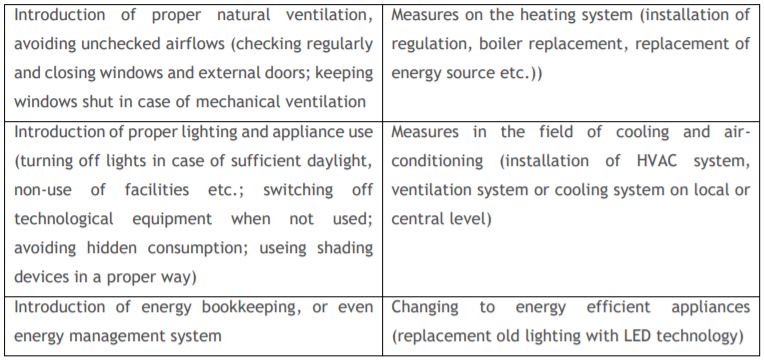 Introduction of proper natural ventilation,
avoiding unchecked airflows (checking regularly
and closing windows and external doors; keeping
windows shut in case of mechanical ventilation
Measures on the heating system (installation of
regulation, boiler replacement, replacement of
energy source etc.))
Introduction of proper lighting and appliance use
(turning off lights in case of sufficient daylight,
non-use of facilities etc.; switching off
technological equipment when not used;
avoiding hidden consumption; useing shading
devices in a proper way)
Measures in the field of cooling and air-
conditioning (installation of HVAC system,
ventilation system or cooling system on local or
central level)
Introduction of energy bookkeeping, or even
energy management system
Changing to energy efficient appliances
(replacement old lighting with LED technology)